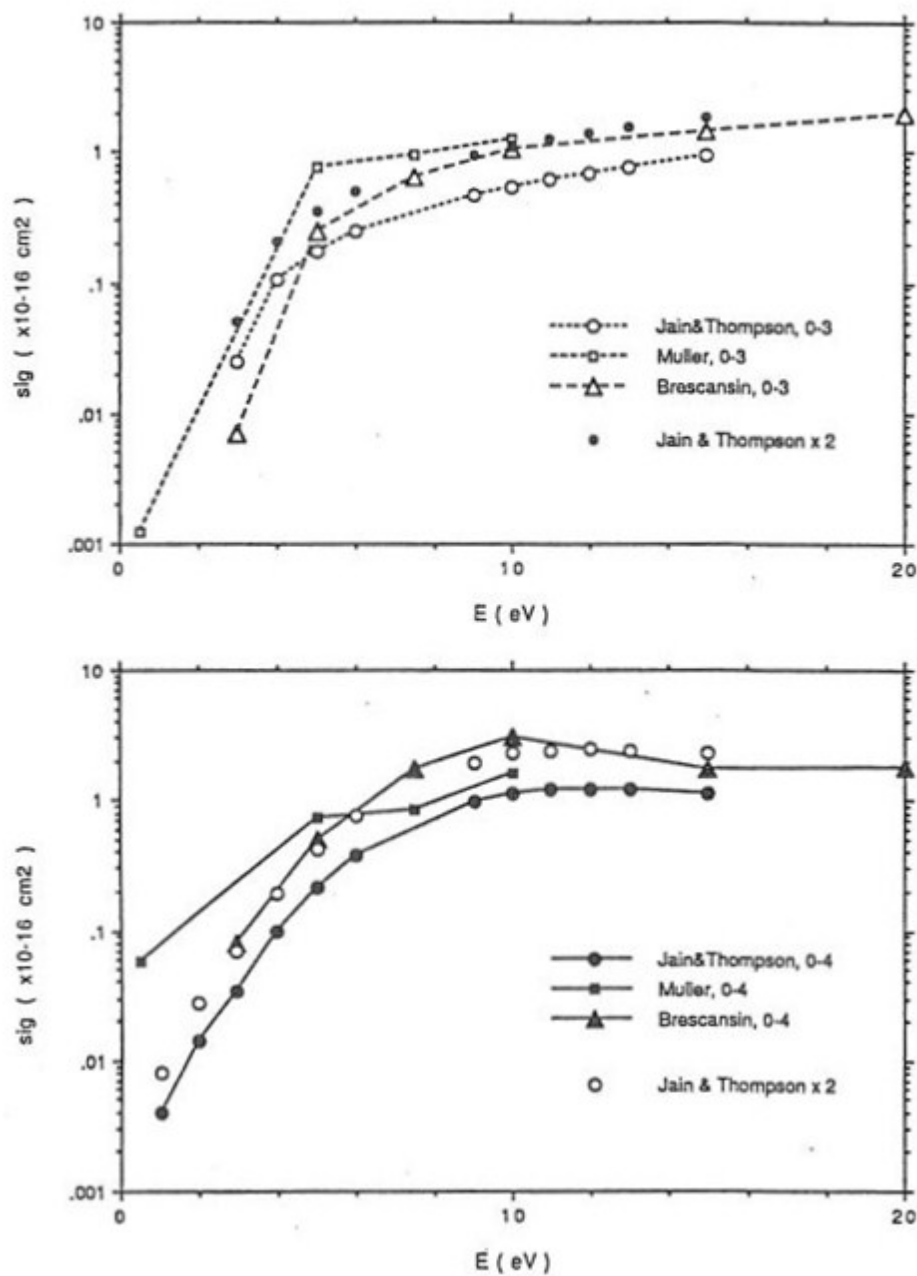 10
1
.1
.01
.001
sig ( x10-16 cm2 )
Jain&Thompson, 0-3
Muller, 0-3
Brescansin, 0-3
Jain & Thompson x 2
0 10 20
E ( eV )
10
1
.1
.01
.001
sig ( x10-16 cm2 )
Jain&Thompson, 0-4
Muller, 0-4
Brescansin, 0-4
Jain & Thompson x 2
0 10 20
E ( eV )